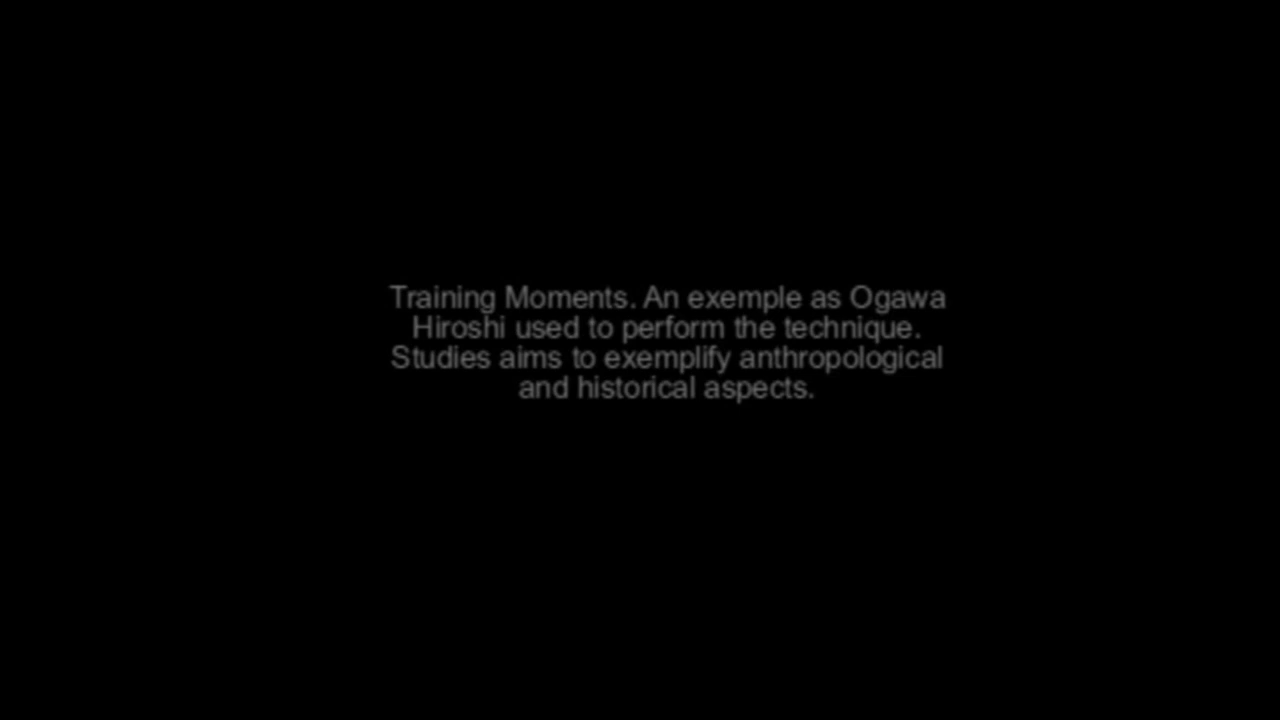 Training Moments. An exemple as Ogawa
Hiroshi used to perform the technique.
Studies aims to exemplify anthropological
and historical aspects.